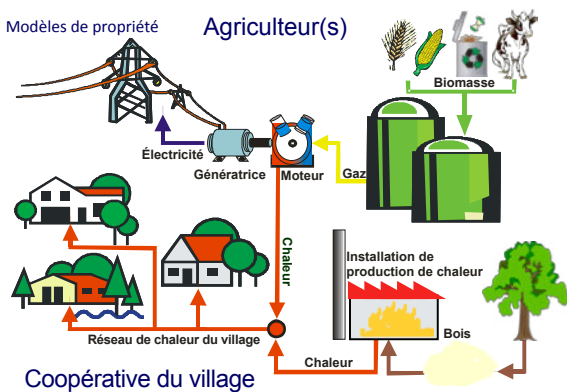 Modèles de propriété
Agriculteur(s)
Biomasse
Électricité
Génératrice
Moteur
Gaz
Chaleur
Installation de
production de chaleur
Bois
Réseau de chaleur du village
Chaleur
Coopérative du village